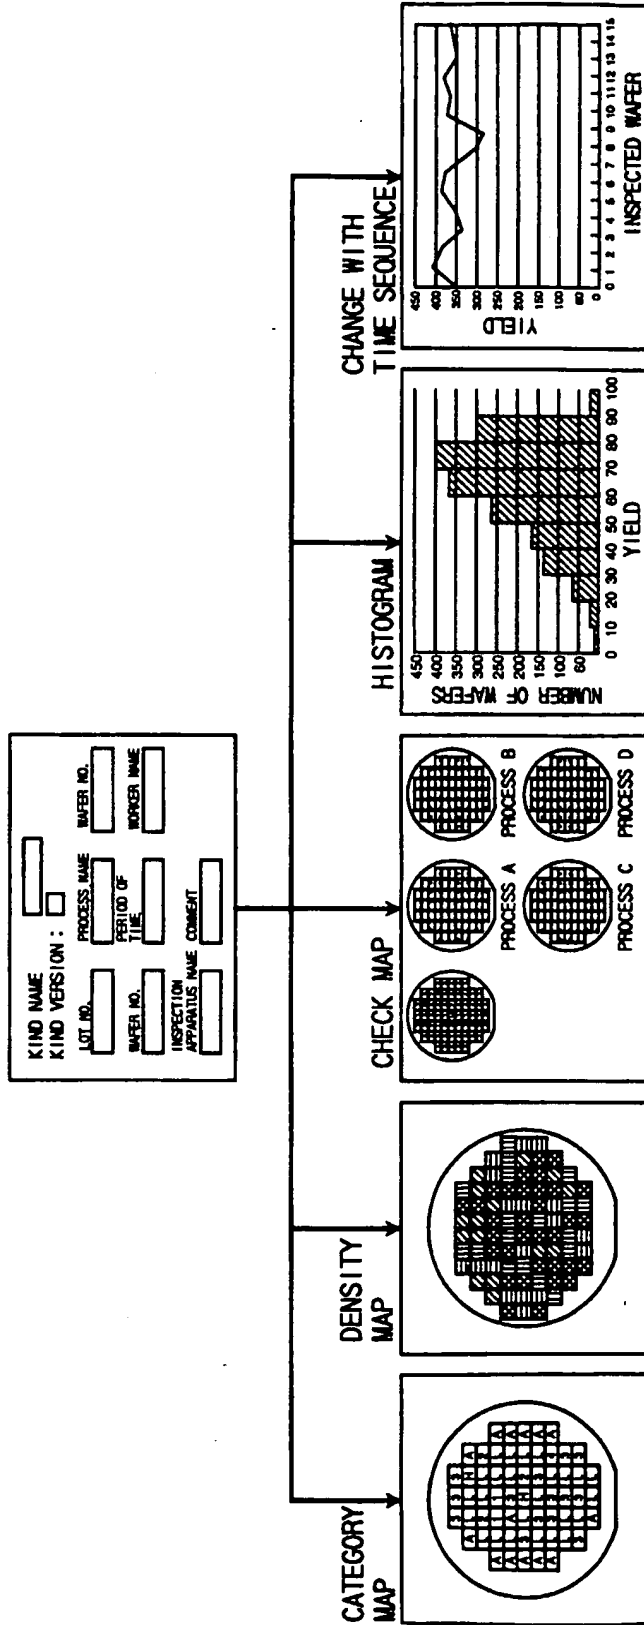 KIND NAME
KIND VERSION :
LOT NO.
PROCESS NAME
WAFER NO.
WAFER NO.
PERIOD OF
TIME
WORKER NAME
INSPECTION
APPARATUS NAME
COMMENT
CATEGORY
MAP
DENSITY
MAP
CHECK MAP
PROCESS A
PROCESS B
PROCESS C
PROCESS D
HISTOGRAM
NUMBER OF WAFERS
450
400
350
300
250
200
150
100
50
0 10 20 30 40 50 60 70 80 90 100
YIELD
CHANGE WITH
TIME SEQUENCE
YIELD
450
400
350
300
250
200
150
100
50
0
0 1 2 3 4 5 6 7 8 9 10 11 12 13 14 15
INSPECTED WAFER